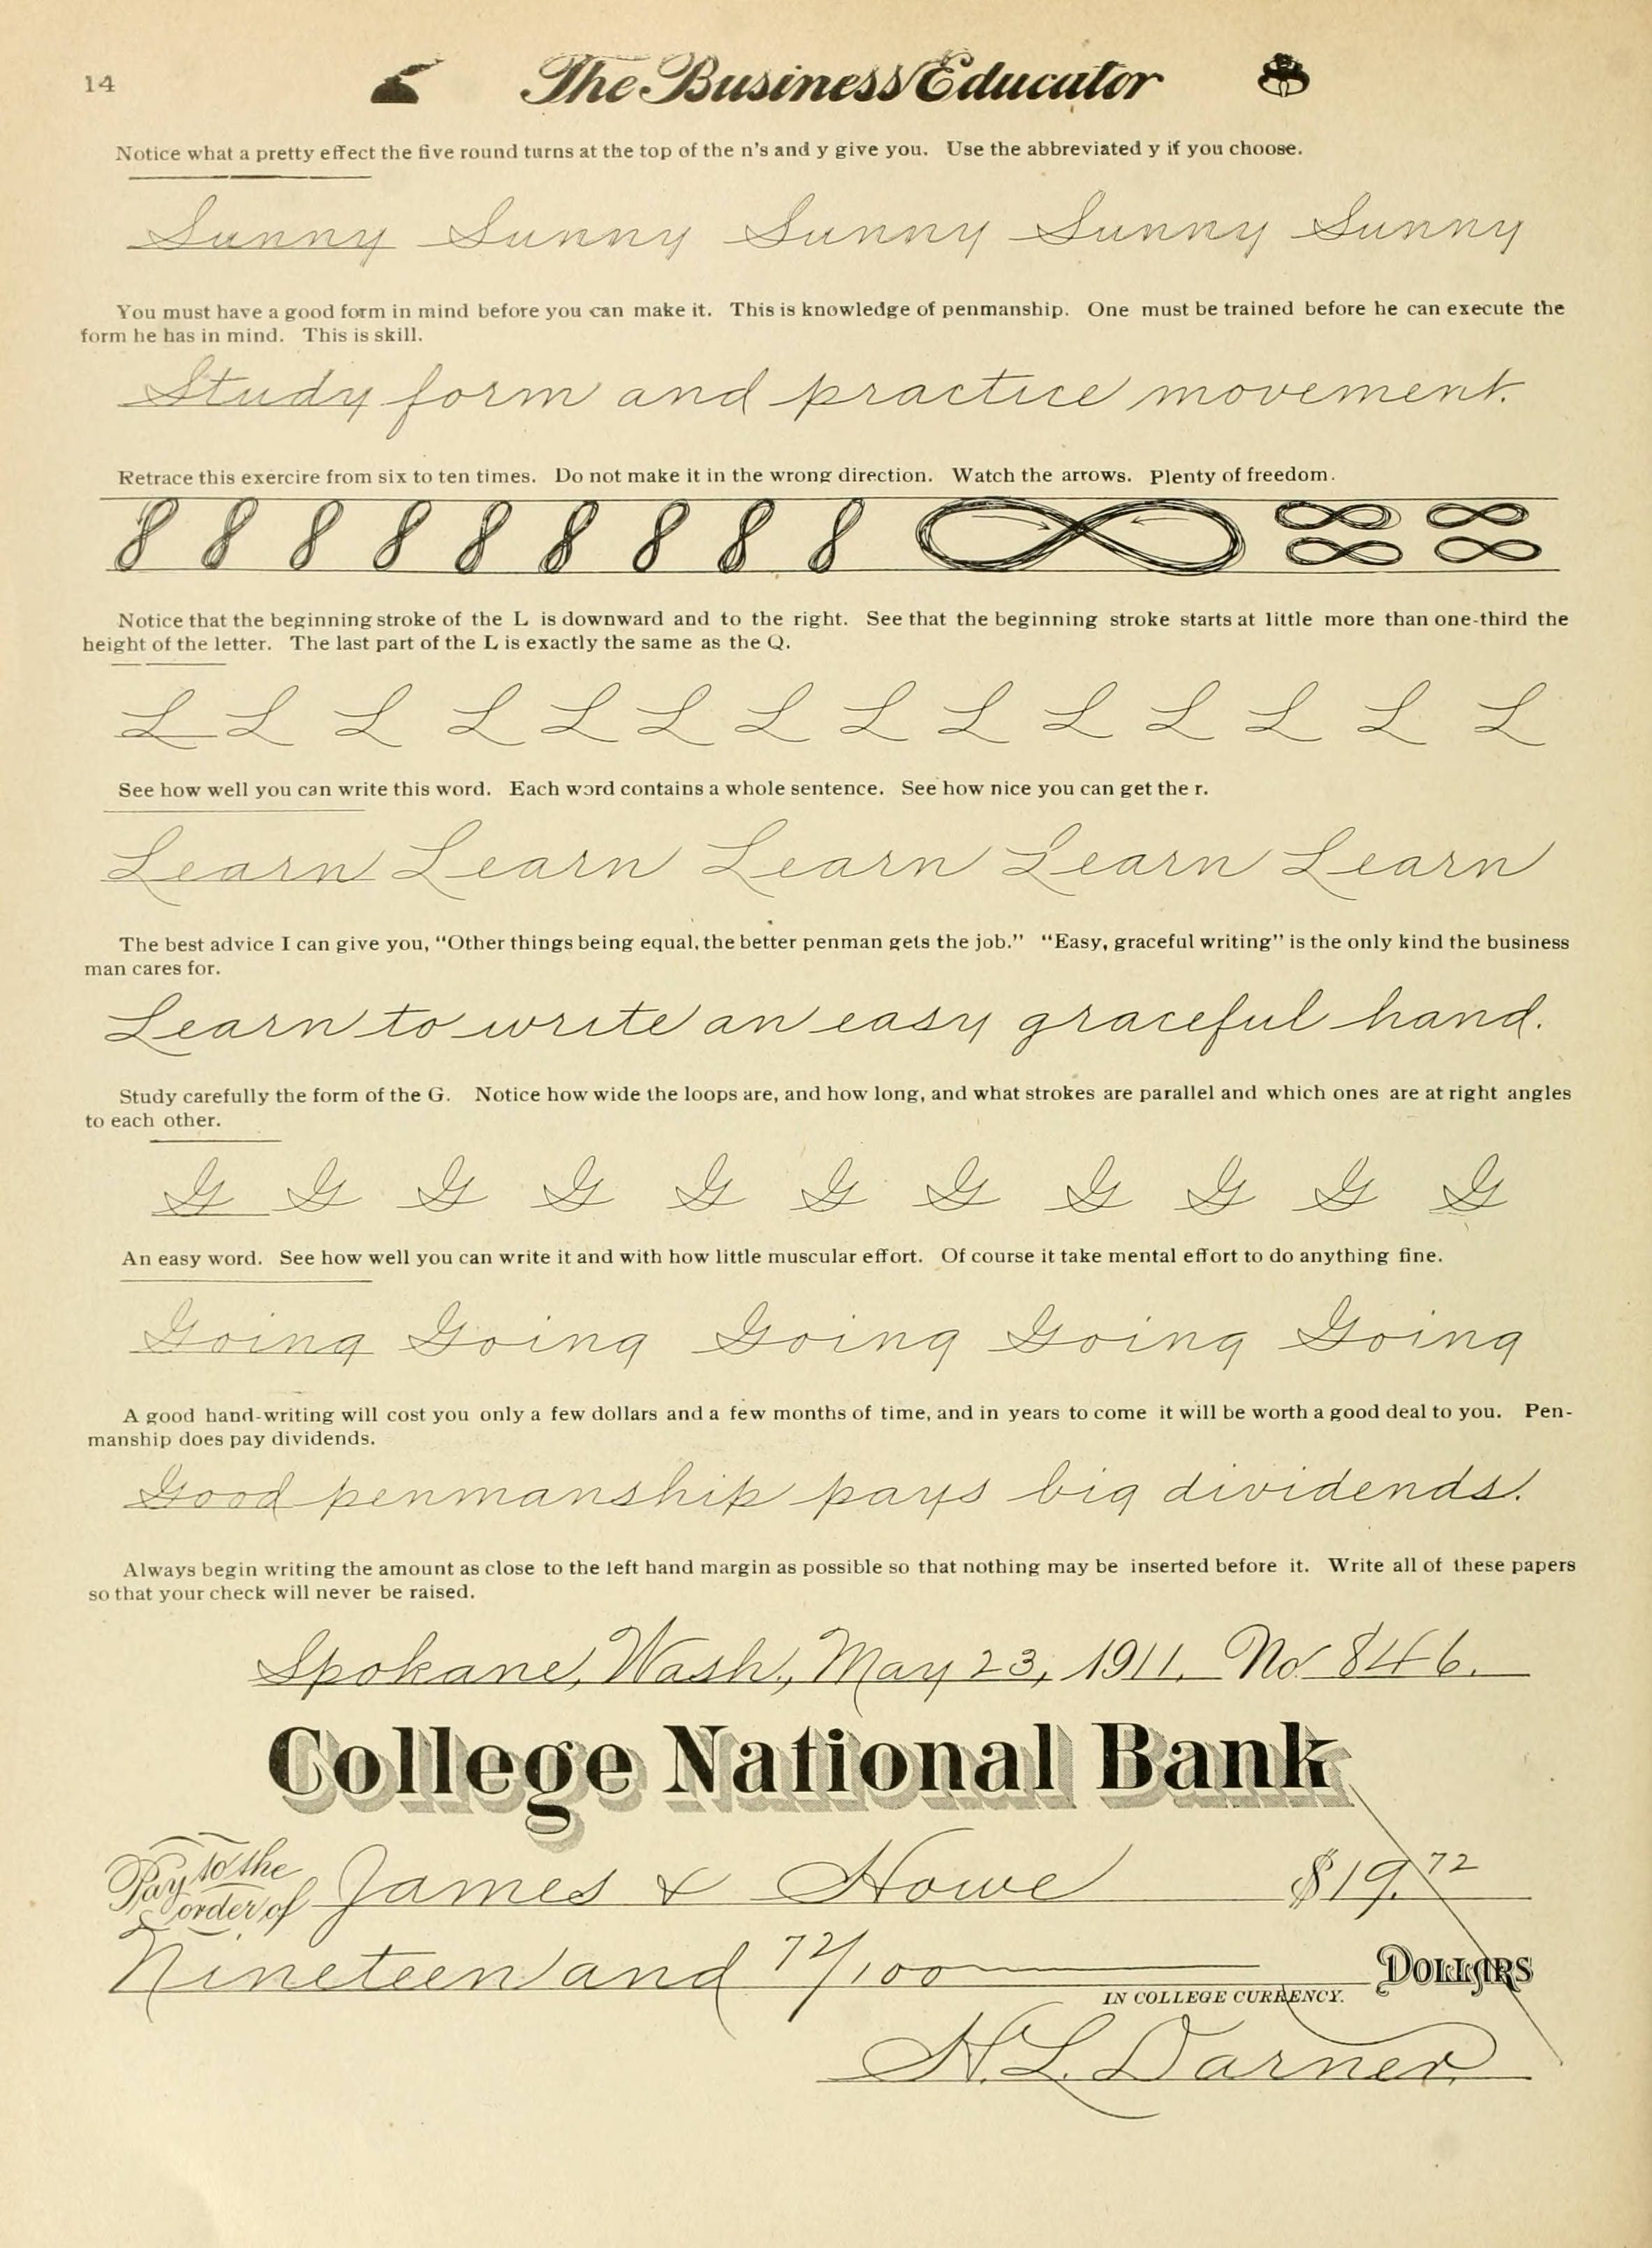 14
The Business Educator
Notice what a pretty effect the five round turns at the top of the n's and y give you. Use the abbreviated y if you choose.
Sunny Sunny Sunny Sunny Sunny
You must have a good form in mind before you can make it. This is knowledge of penmanship. One must be trained before he can execute the
form he has in mind. This is skill.
Study form and practice movement.
Retrace this exercire from six to ten times. Do not make it in the wrong direction. Watch the arrows. Plenty of freedom.
8 8 8 8 8 8 8 8 8
Notice that the beginning stroke of the L is downward and to the right. See that the beginning stroke starts at little more than one-third the
height of the letter. The last part of the L is exactly the same as the Q.
L L L L L L L L L L L L L L
See how well you can write this word. Each word contains a whole sentence. See how nice you can get the r.
Learn Learn Learn Learn Learn
The best advice I can give you, "Other things being equal, the better penman gets the job." "Easy, graceful writing" is the only kind the business
man cares for.
Learn to write an easy graceful hand.
Study carefully the form of the G. Notice how wide the loops are, and how long, and what strokes are parallel and which ones are at right angles
to each other.
G G G G G G G G G G G
An easy word. See how well you can write it and with how little muscular effort. Of course it take mental effort to do anything fine.
Going Going Going Going Going
A good hand-writing will cost you only a few dollars and a few months of time, and in years to come it will be worth a good deal to you. Pen-
manship does pay dividends.
Good penmanship pays big dividends.
Always begin writing the amount as close to the left hand margin as possible so that nothing may be inserted before it. Write all of these papers
so that your check will never be raised.
Spokane, Wash., May 23, 1911. No. 846.
College National Bank
Pay to the order of James & Howe $19.72
Nineteen and 72/100 DOLLARS
IN COLLEGE CURRENCY.
H. L. Darner.